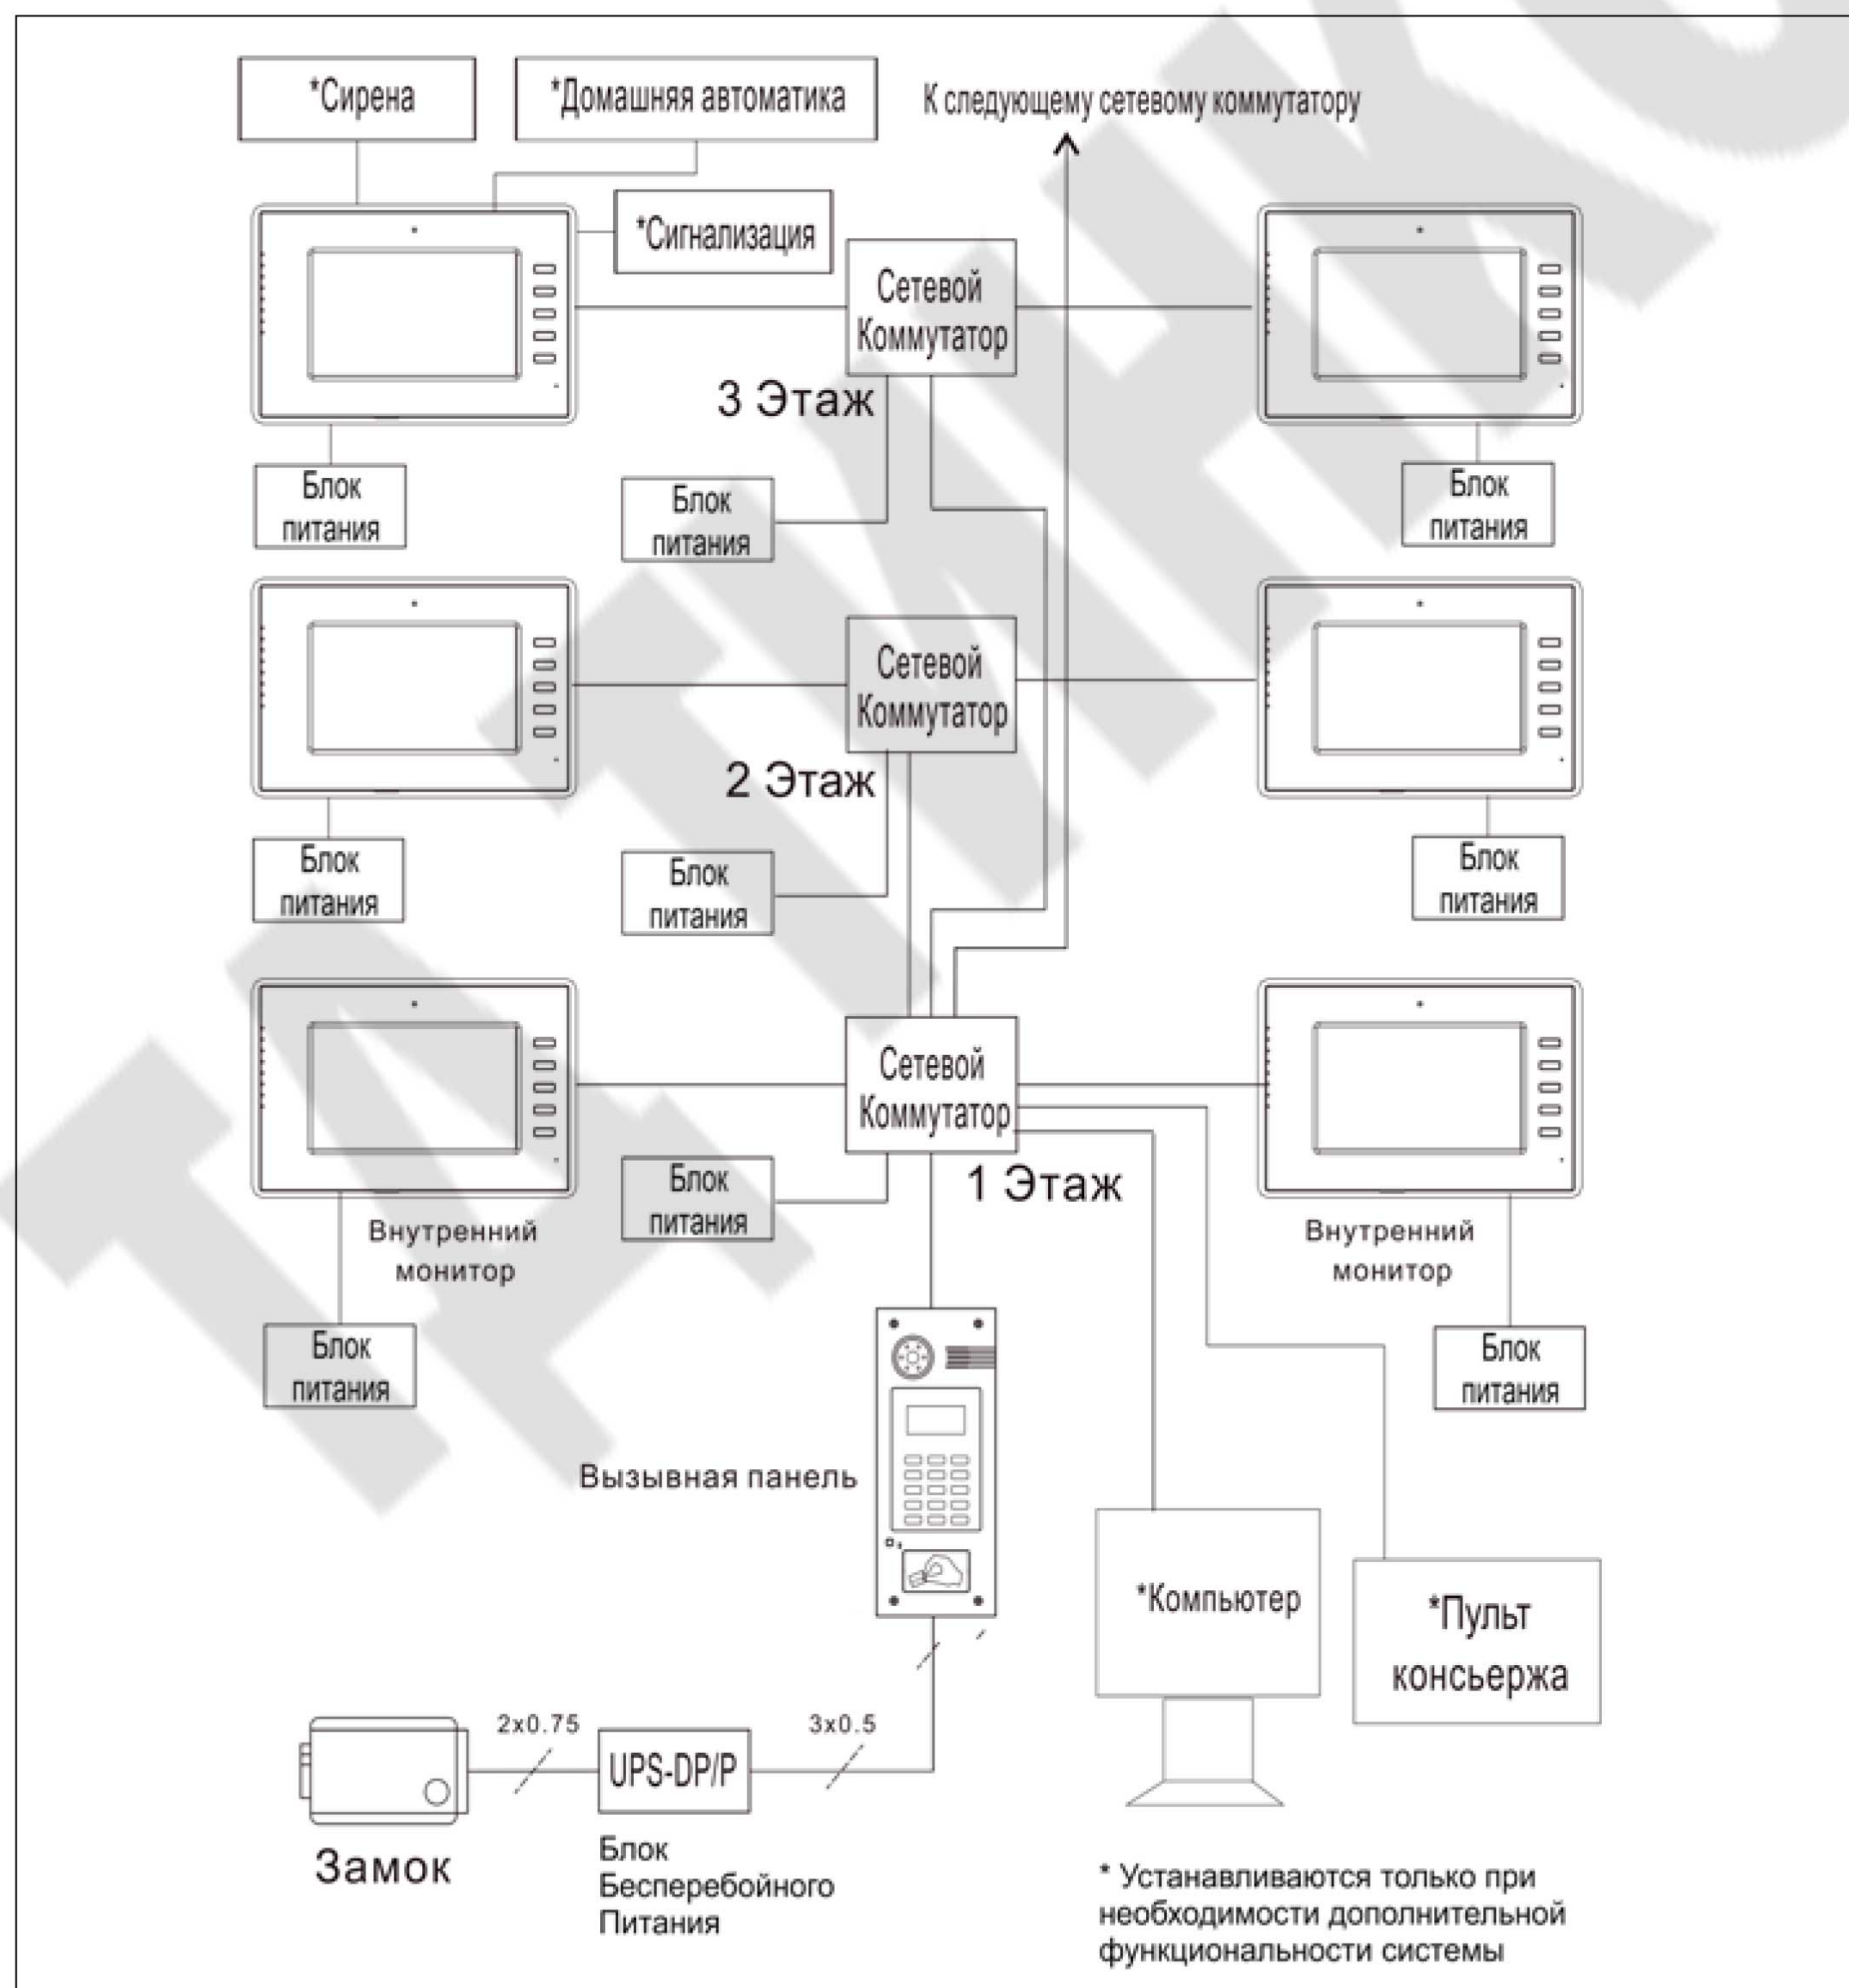 *Сирена
*Домашняя автоматика
К следующему сетевому коммутатору
*Сигнализация
Сетевой
Коммутатор
3 Этаж
Блок
питания
Блок
питания
Блок
питания
Сетевой
Коммутатор
2 Этаж
Блок
питания
Блок
питания
Блок
питания
Сетевой
Коммутатор
1 Этаж
Блок
питания
Внутренний
монитор
Внутренний
монитор
Блок
питания
Блок
питания
Вызывная панель
*Компьютер
*Пульт
консьержа
2x0.75
3x0.5
UPS-DP/P
Замок
Блок
Бесперебойного
Питания
* Устанавливаются только при
необходимости дополнительной
функциональности системы